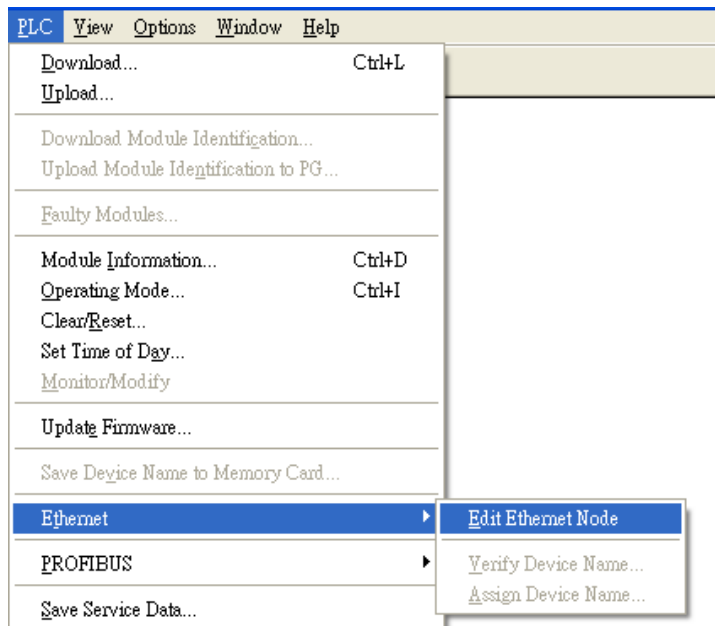 PLC View Options Window Help
Download... Ctrl+L
Upload...
Download Module Identification...
Upload Module Identification to PG...
Faulty Modules...
Module Information... Ctrl+D
Operating Mode... Ctrl+I
Clear/Reset...
Set Time of Day...
Monitor/Modify
Update Firmware...
Save Device Name to Memory Card...
Ethernet
Edit Ethernet Node
PROFIBUS
Verify Device Name...
Assign Device Name...
Save Service Data...